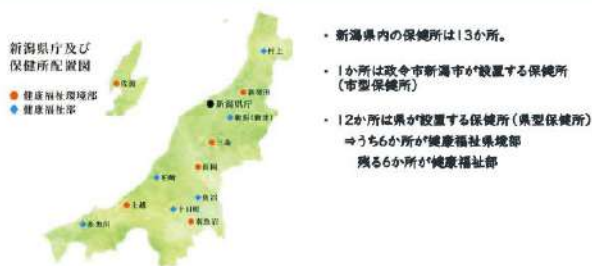 新潟県庁及び
保健所配置図
● 健康福祉環境部
◆ 健康福祉部
村上
佐渡
新発田
新潟県庁
新潟(新津)
三条
長岡
柏崎
魚沼
上越
十日町
糸魚川
南魚沼
・ 新潟県内の保健所は13か所。
・ 1か所は政令市新潟市が設置する保健所
(市型保健所)
・ 12か所は県が設置する保健所(県型保健所)
⇒うち6か所が健康福祉環境部
残る6か所が健康福祉部